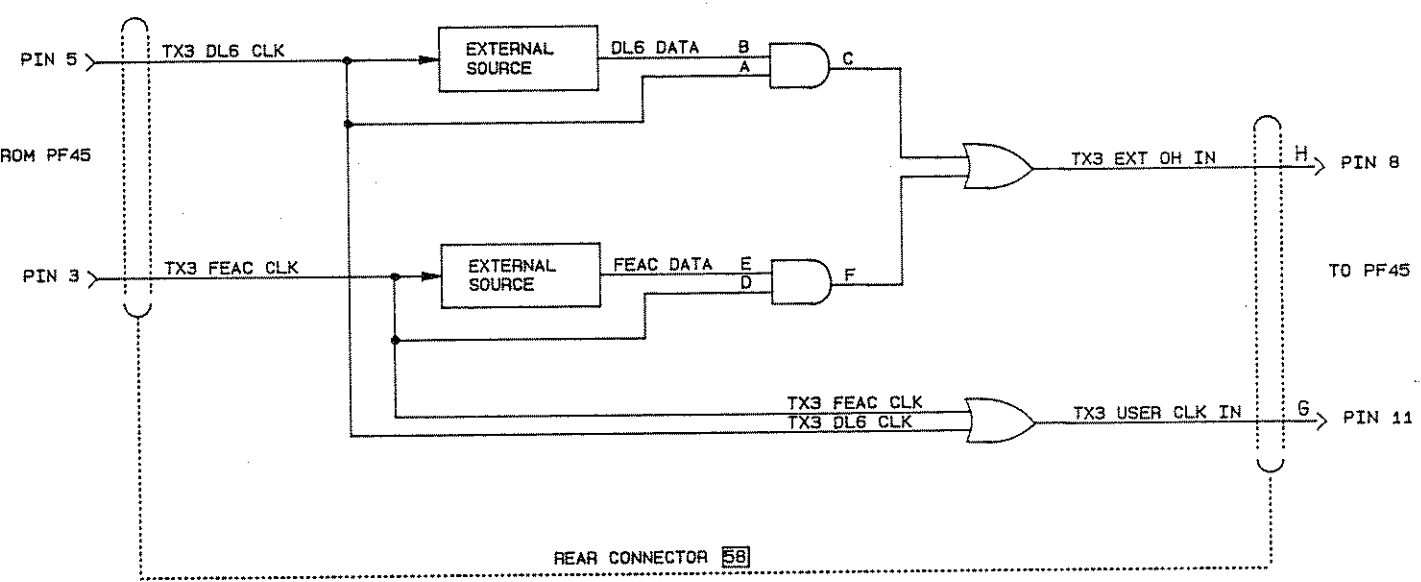 PIN 5
TX3 DL6 CLK
EXTERNAL
SOURCE
DL6 DATA
B
A
C
ROM PF45
TX3 EXT OH IN
H
PIN 8
PIN 3
TX3 FEAC CLK
EXTERNAL
SOURCE
FEAC DATA
E
D
F
TO PF45
TX3 FEAC CLK
TX3 DL6 CLK
TX3 USER CLK IN
G
PIN 11
REAR CONNECTOR 58